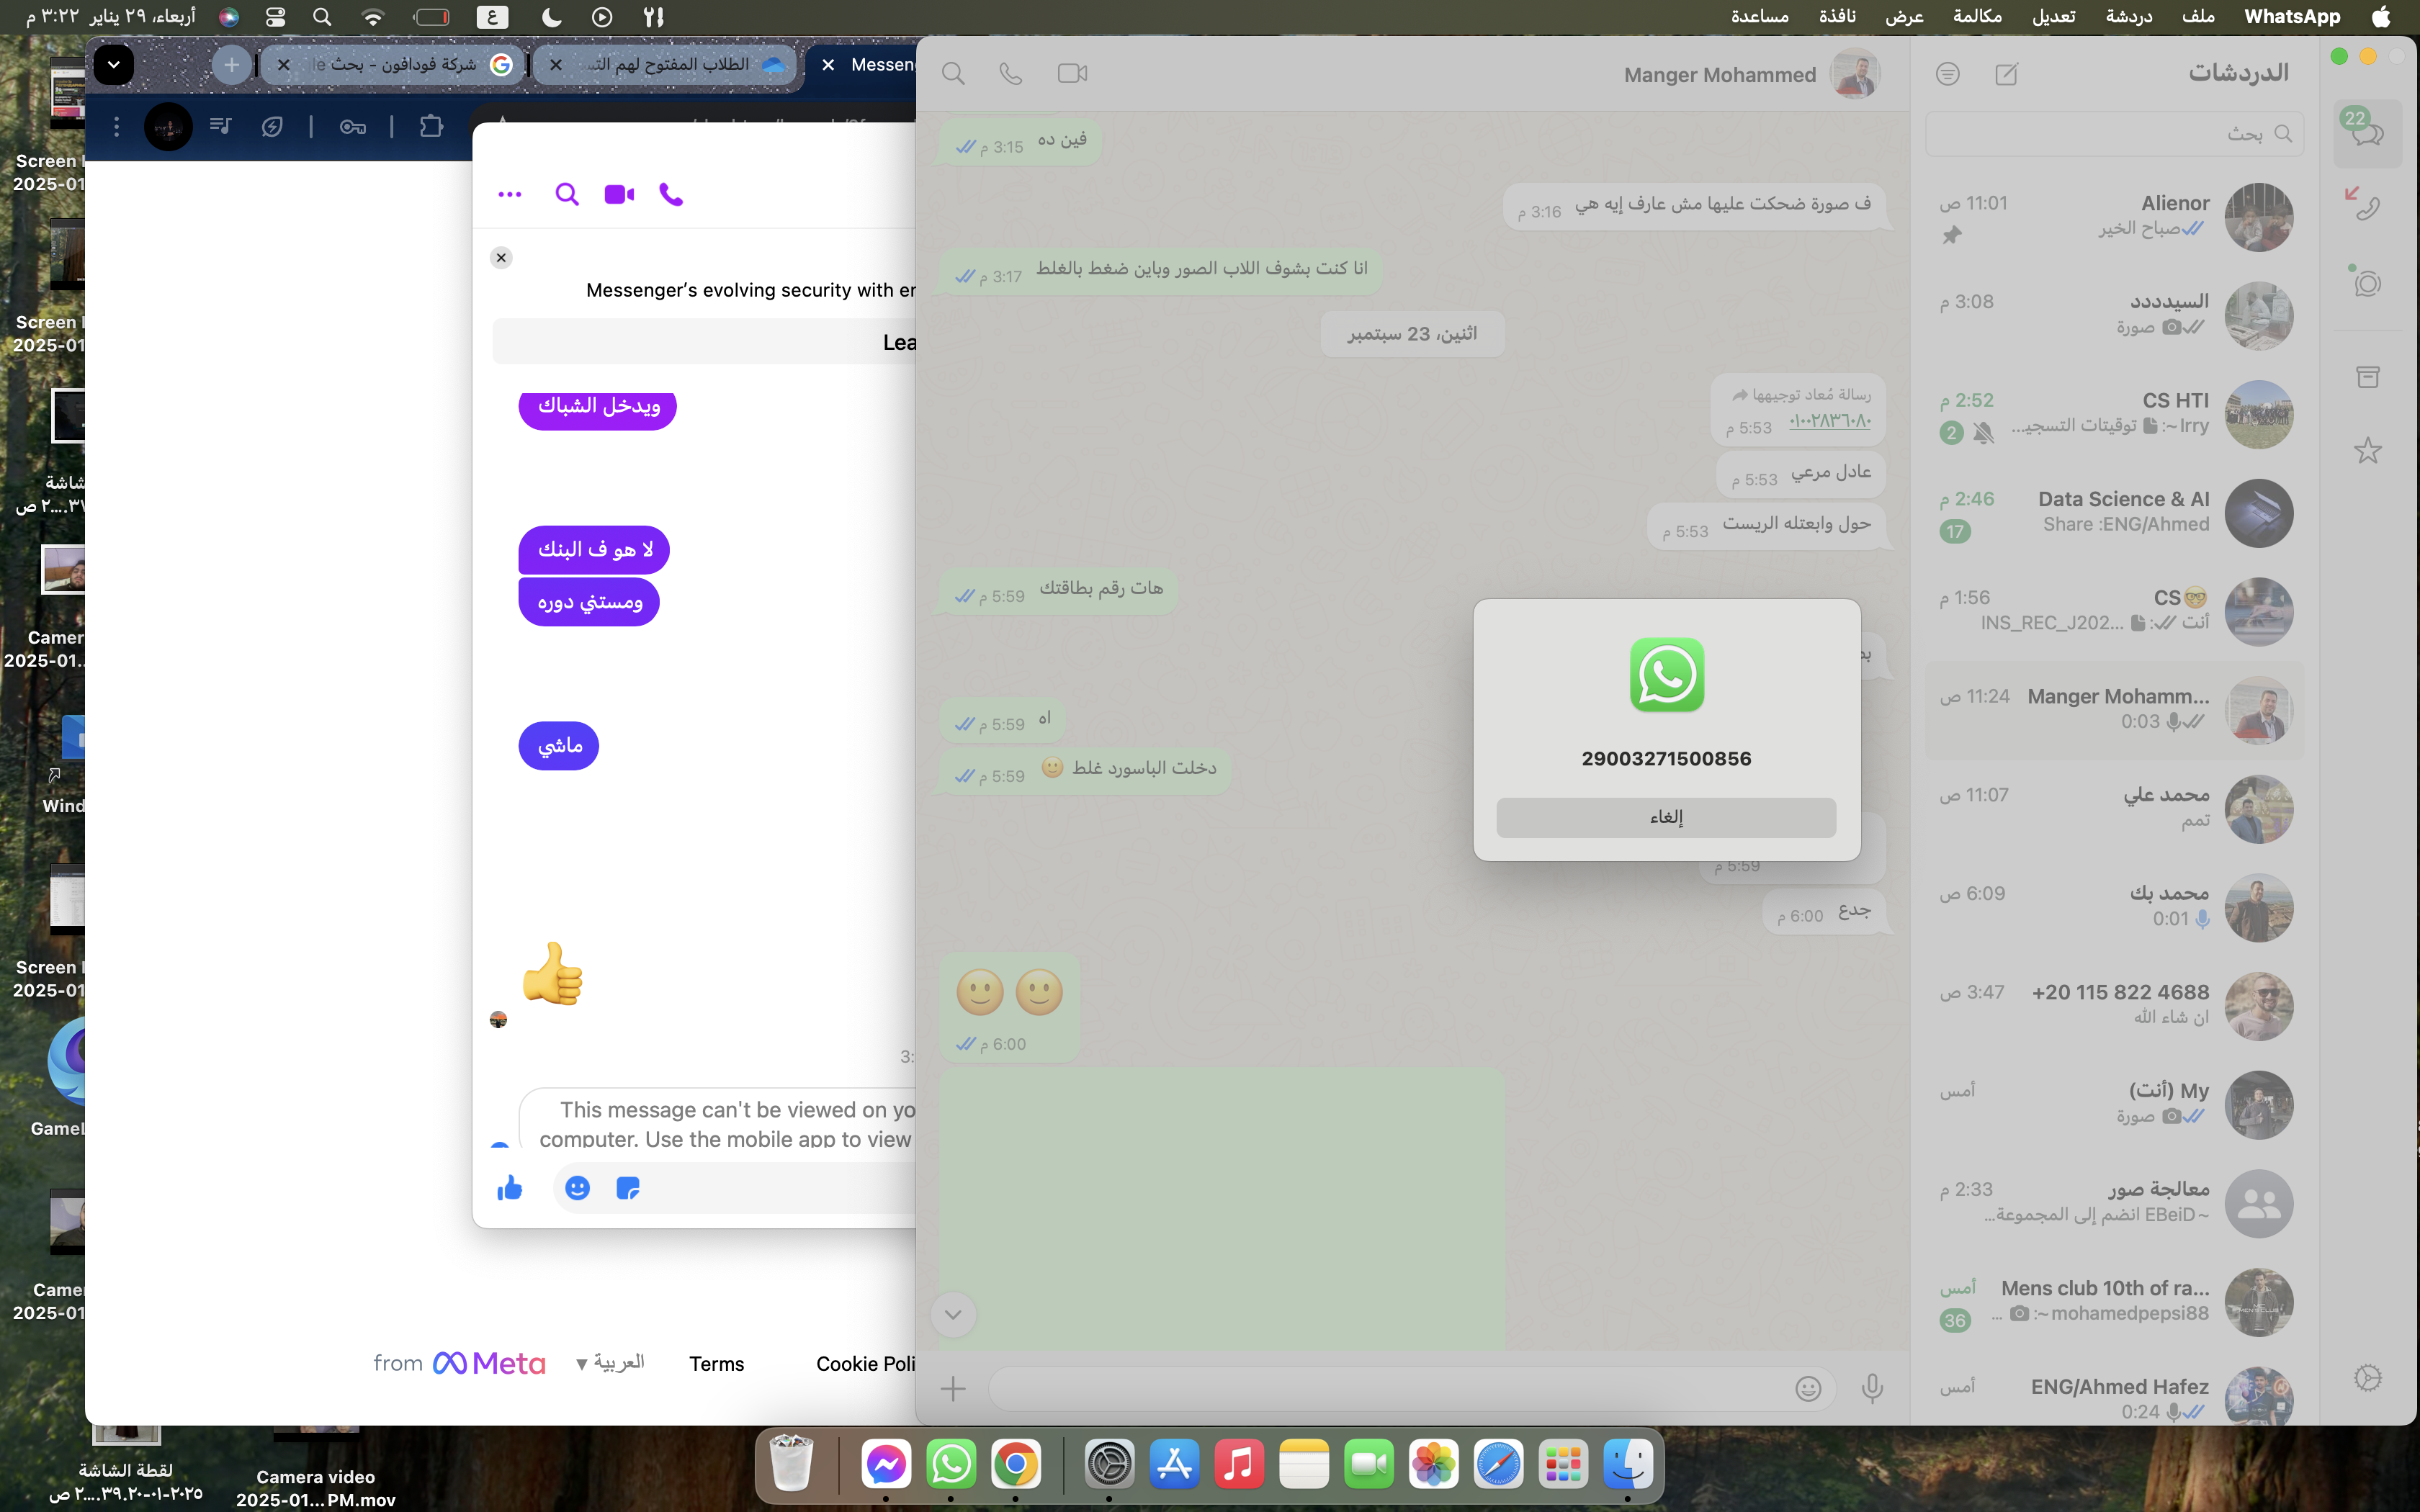 WhatsApp ملف دردشة تعديل مكالمة عرض نافذة مساعدة
ع
أربعاء، ٢٩ يناير ٣:٢٢ م
شركة فودافون - بحث
الطلاب المفتوح لهم
Messen
Screen
2025-01
Screen
2025-01
Camer
2025-01...
Wind
Screen
2025-01
GameL
Came
2025-01
لقطة الشاشة
٢٠٢٥-٠١-٢٠.٣٩.... ص
Camera video
2025-01...PM.mov
Messenger's evolving security with en
Lea
ويدخل الشباك
لا هو ف البنك
ومستني دوره
ماشي
👍
3:
This message can't be viewed on yo
computer. Use the mobile app to view
from Meta
العربية ▾
Terms
Cookie Poli
Manger Mohammed
فين ده
3:15 م
ف صورة ضحكت عليها مش عارف إيه هي
3:16 م
انا كنت بشوف اللاب الصور وباين ضغط بالغلط
3:17 م
اثنين، 23 سبتمبر
رسالة مُعاد توجيهها
٠١٠٠٢٨٣٦٠٨٠
5:53 م
عادل مرعي
5:53 م
حول وابعتله الريست
5:53 م
هات رقم بطاقتك
5:59 م
اه
5:59 م
دخلت الباسورد غلط 🙂
5:59 م
5:59 م
جدع
6:00 م
🙂🙂
6:00 م
29003271500856
إلغاء
الدردشات
بحث
22
Alienor
11:01 ص
صباح الخير
السيدددد
3:08 م
صورة
CS HTI
2:52 م
~Irry: توقيتات التسجيـ...
2
Data Science & AI
2:46 م
ENG/Ahmed: Share
17
CS🤓
1:56 م
أنت: INS_REC_J202...
Manger Mohamm...
11:24 ص
0:03
محمد علي
11:07 ص
تمم
محمد بك
6:09 ص
0:01
+20 115 822 4688
3:47 ص
ان شاء الله
My (أنت)
أمس
صورة
معالجة صور
2:33 م
~EBeiD انضم إلى المجموعة...
Mens club 10th of ra...
أمس
~mohamedpepsi88: ...
36
ENG/Ahmed Hafez
أمس
0:24